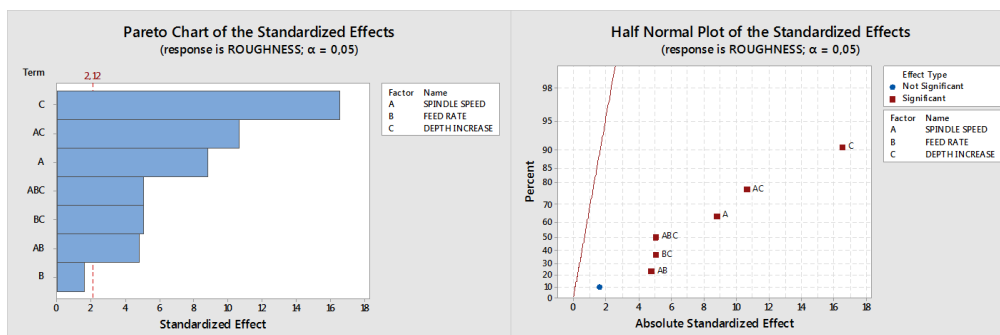 Pareto Chart of the Standardized Effects
(response is ROUGHNESS; α = 0,05)
Term
2,12
C
AC
A
ABC
BC
AB
B
0 2 4 6 8 10 12 14 16 18
Standardized Effect
Factor Name
A SPINDLE SPEED
B FEED RATE
C DEPTH INCREASE
Half Normal Plot of the Standardized Effects
(response is ROUGHNESS; α = 0,05)
Percent
98
95
90
85
80
70
60
50
40
30
20
10
0
C
AC
A
ABC
BC
AB
0 2 4 6 8 10 12 14 16 18
Absolute Standardized Effect
Effect Type
Not Significant
Significant
Factor Name
A SPINDLE SPEED
B FEED RATE
C DEPTH INCREASE